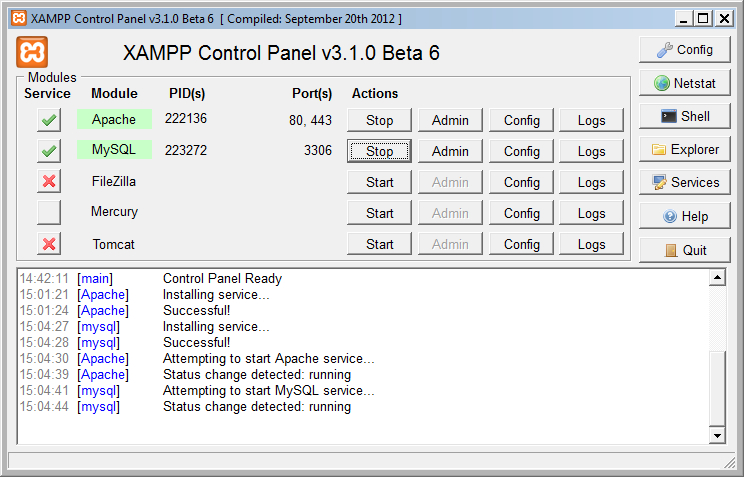 XAMPP Control Panel v3.1.0 Beta 6 [ Compiled: September 20th 2012 ]
XAMPP Control Panel v3.1.0 Beta 6
Config
Modules
Service Module PID(s) Port(s) Actions
Netstat
Apache 222136 80, 443 Stop Admin Config Logs
Shell
MySQL 223272 3306 Stop Admin Config Logs
Explorer
FileZilla Start Admin Config Logs
Services
Mercury Start Admin Config Logs
Help
Tomcat Start Admin Config Logs
Quit
14:42:11 [main] Control Panel Ready
15:01:21 [Apache] Installing service...
15:01:24 [Apache] Successful!
15:04:27 [mysql] Installing service...
15:04:28 [mysql] Successful!
15:04:30 [Apache] Attempting to start Apache service...
15:04:39 [Apache] Status change detected: running
15:04:41 [mysql] Attempting to start MySQL service...
15:04:44 [mysql] Status change detected: running